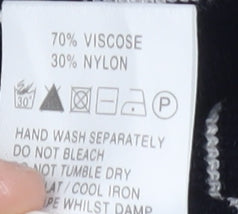 70% VISCOSE
30% NYLON
30°
P
HAND WASH SEPARATELY
DO NOT BLEACH
NOT TUMBLE DRY
/ COOL IRON
WHILST DAMP